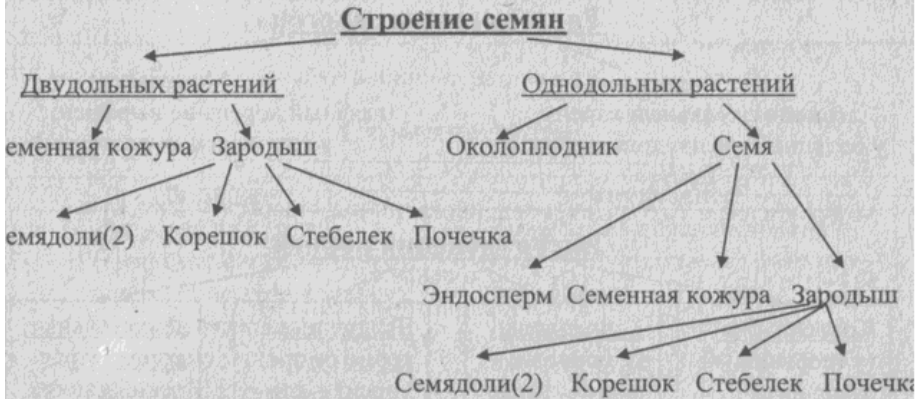 Строение семян
Двудольных растений Однодольных растений
еменная кожура Зародыш Околоплодник Семя
емядоли(2) Корешок Стебелек Почечка
Эндосперм Семенная кожура Зародыш
Семядоли(2) Корешок Стебелек Почечка